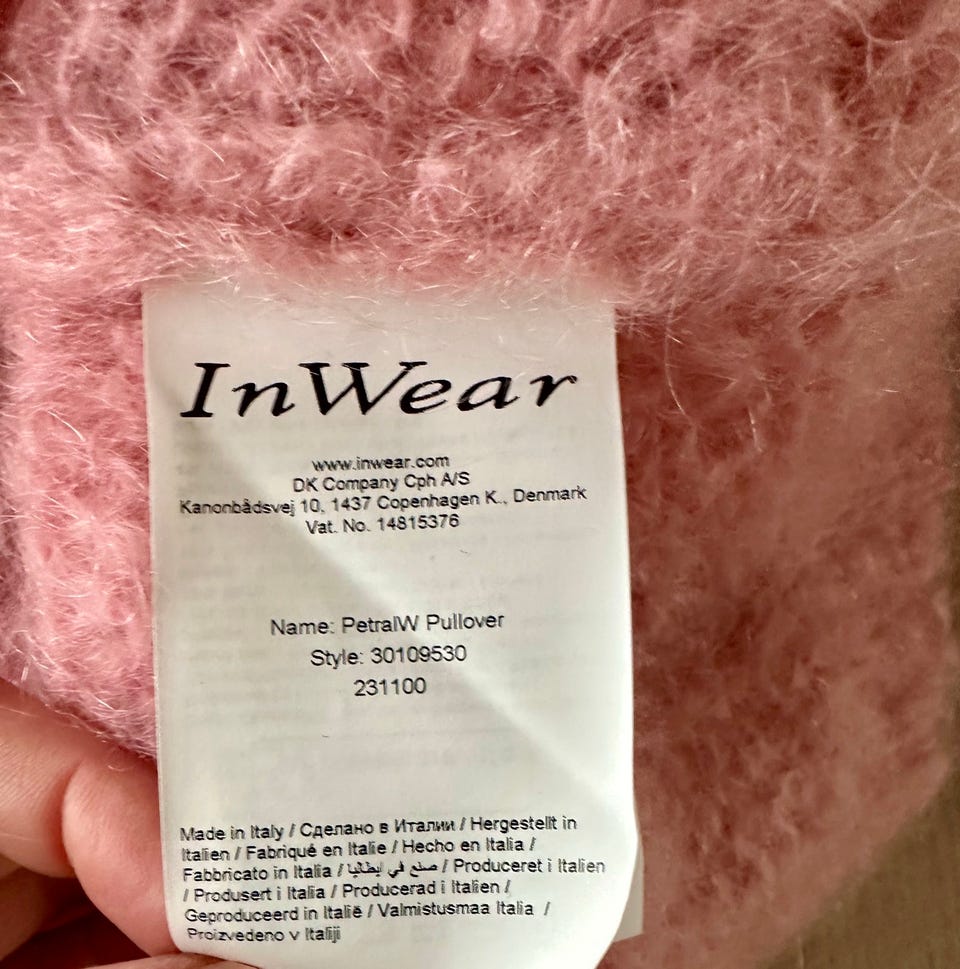 InWear
www.inwear.com
DK Company Cph A/S
Kanonbådsvej 10, 1437 Copenhagen K., Denmark
Vat. No. 14815376
Name: PetraIW Pullover
Style: 30109530
231100
Made in Italy / Сделано в Италии / Hergestellt in
Italien / Fabriqué en Italie / Hecho en Italia /
Fabbricato in Italia / صنع في ايطاليا / Produceret i Italien
/ Produsert i Italia / Producerad i Italien /
Geproduceerd in Italië / Valmistusmaa Italia /
Proizvedeno v Italiji